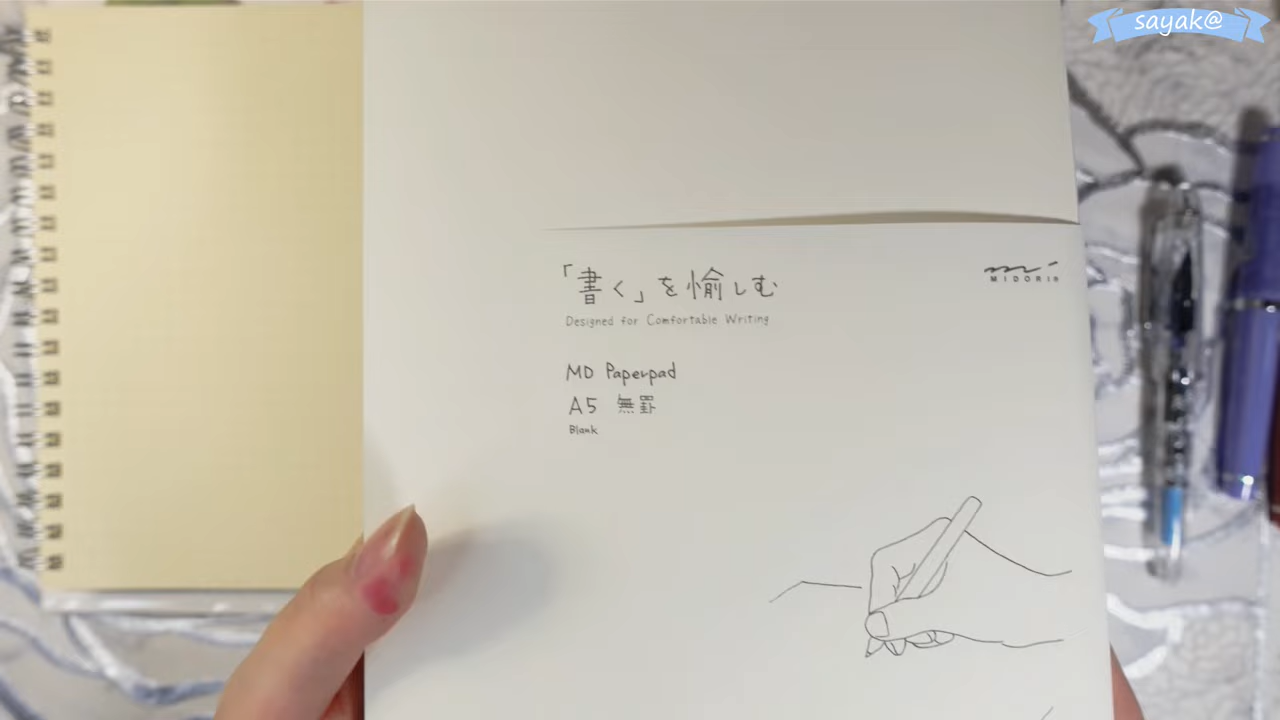 sayak@
「書く」を愉しむ
MIDORI®
Designed for Comfortable Writing
MD Paperpad
A5 無罫
Blank